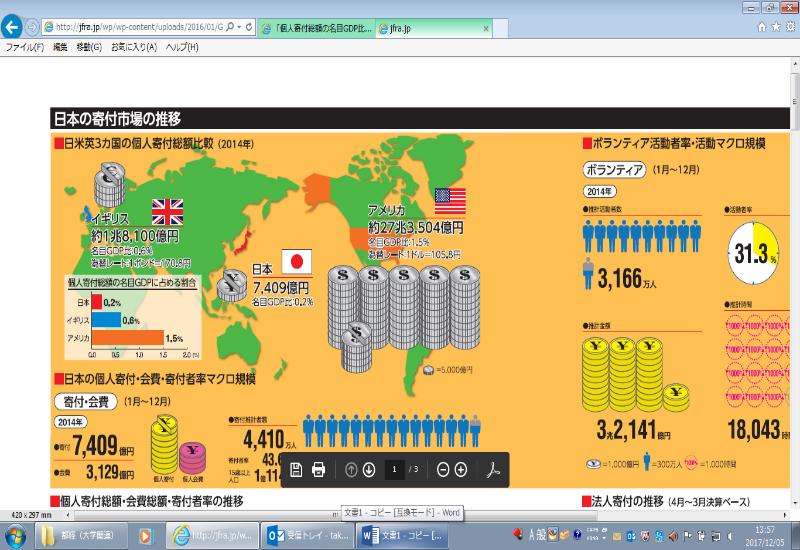 http://jfra.jp/wp/wp-content/uploads/2016/01/G
「個人寄付総額の名目GDP比...
jfra.jp
ファイル(F) 編集 移動(G) お気に入り(A) ヘルプ(H)
日本の寄付市場の推移
日米英3カ国の個人寄付総額比較(2014年)
イギリス
約1兆8,100億円
名目GDP比:0.6%
為替レート:1ポンド=170.8円
アメリカ
約27兆3,504億円
名目GDP比:1.5%
為替レート:1ドル=105.8円
日本
7,409億円
名目GDP比:0.2%
個人寄付総額の名目GDPに占める割合
日本 0.2%
イギリス 0.6%
アメリカ 1.5%
0.0 0.5 1.0 1.5 2.0 (%)
=5,000億円
日本の個人寄付・会費・寄付者率マクロ規模
寄付・会費 (1月〜12月)
2014年
●寄付 7,409億円
●会費 3,129億円
個人寄付 個人会費
●寄付推計者数
4,410万人
寄付者率 43.
15歳以上
人口
1億
個人寄付総額・会費総額・寄付者率の推移
ボランティア活動者率・活動マクロ規模
ボランティア (1月〜12月)
2014年
●推計活動者数
3,166万人
●活動者率
31.3%
●推計金額
3兆2,141億円
●推計時間
18,043
=1,000億円 =300万人 =1,000時間
法人寄付の推移 (4月〜3月決算ベース)
1 / 3
420 x 297 mm
文書1 - コピー [互換モード] - Word
都経（大学関連）
http://jfra.jp/w...
受信トレイ - tak...
文書1 - コピー [...
A 般
CAPS
KANA
13:57
2017/12/05